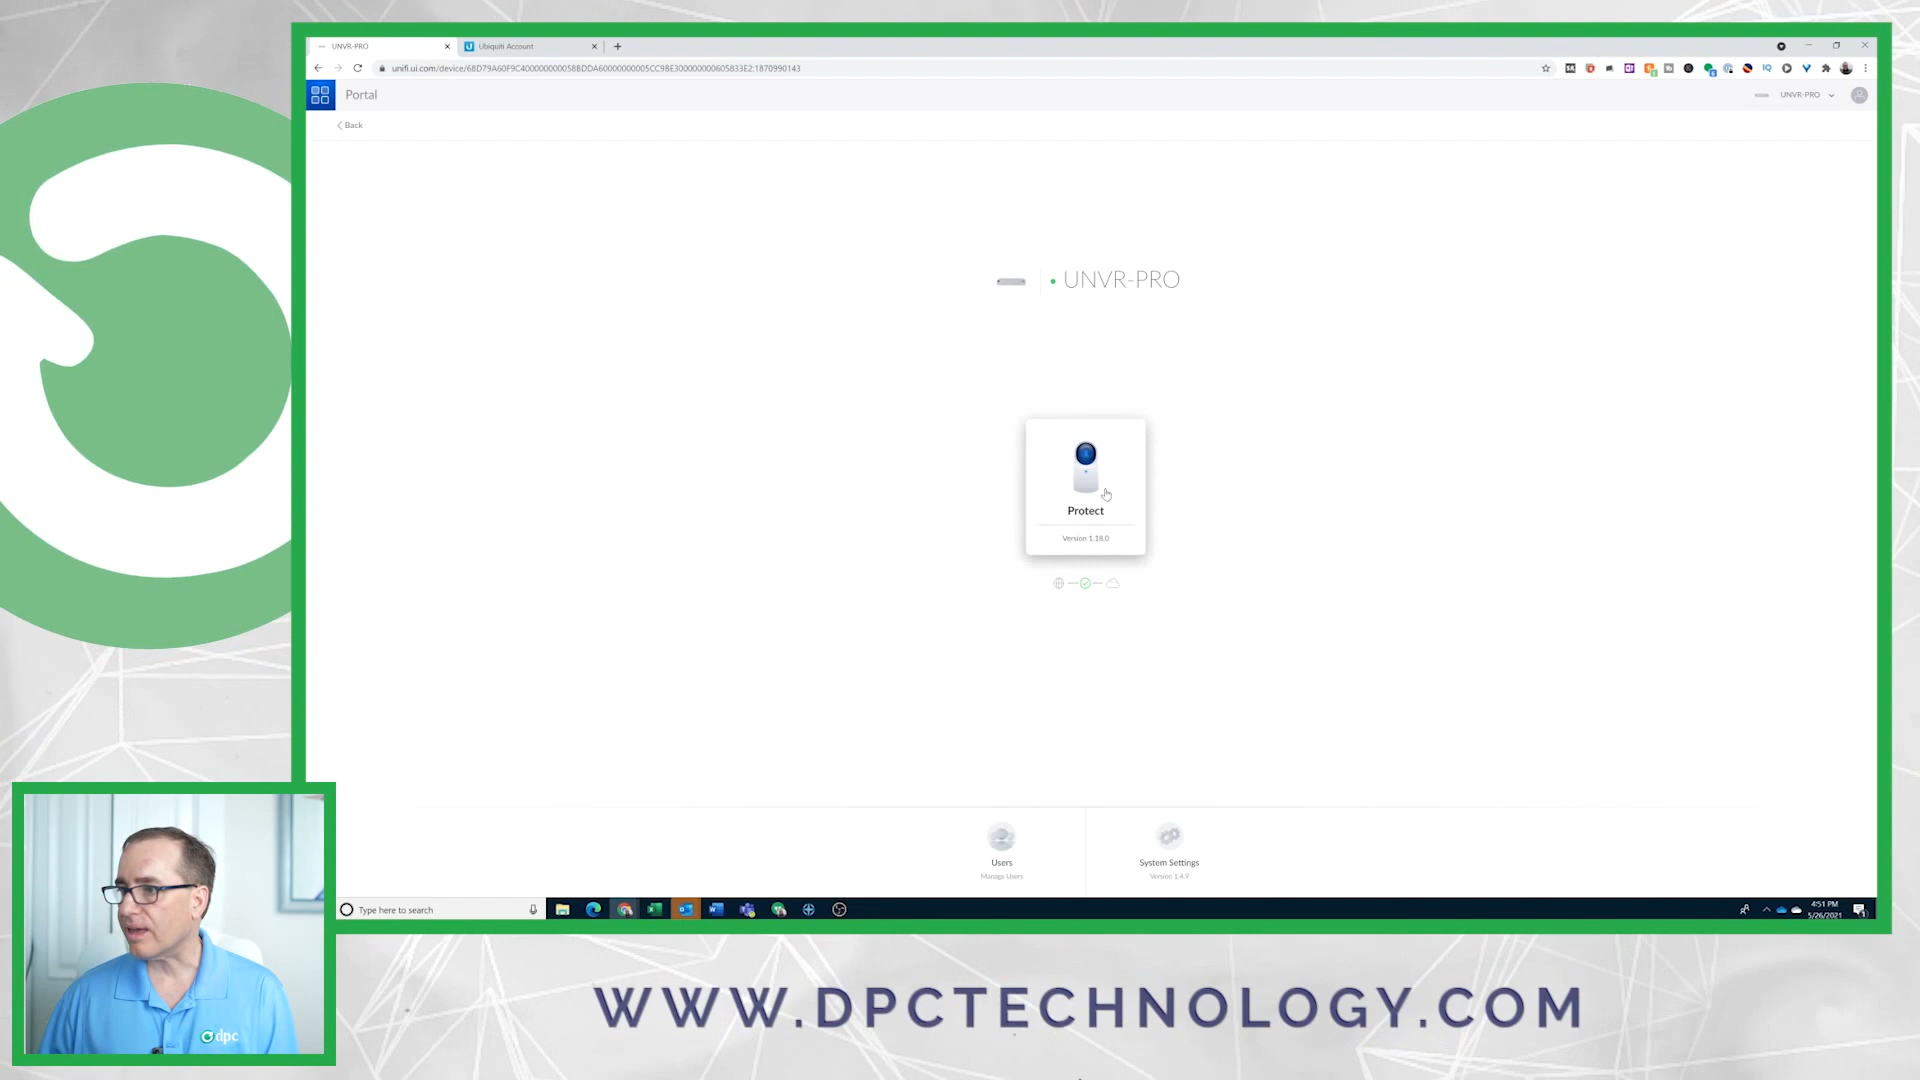 UNVR-PRO
Ubiquiti Account
unifi.ui.com/device/68D79A60F9C400000000058BDDA60000000005CC9BE300000000605833E2:1870990143
Portal
UNVR-PRO
Back
UNVR-PRO
Protect
Version 1.18.0
Users
Manage Users
System Settings
Version 1.4.9
Type here to search
4:51 PM
5/26/2021
dpc
WWW.DPCTECHNOLOGY.COM